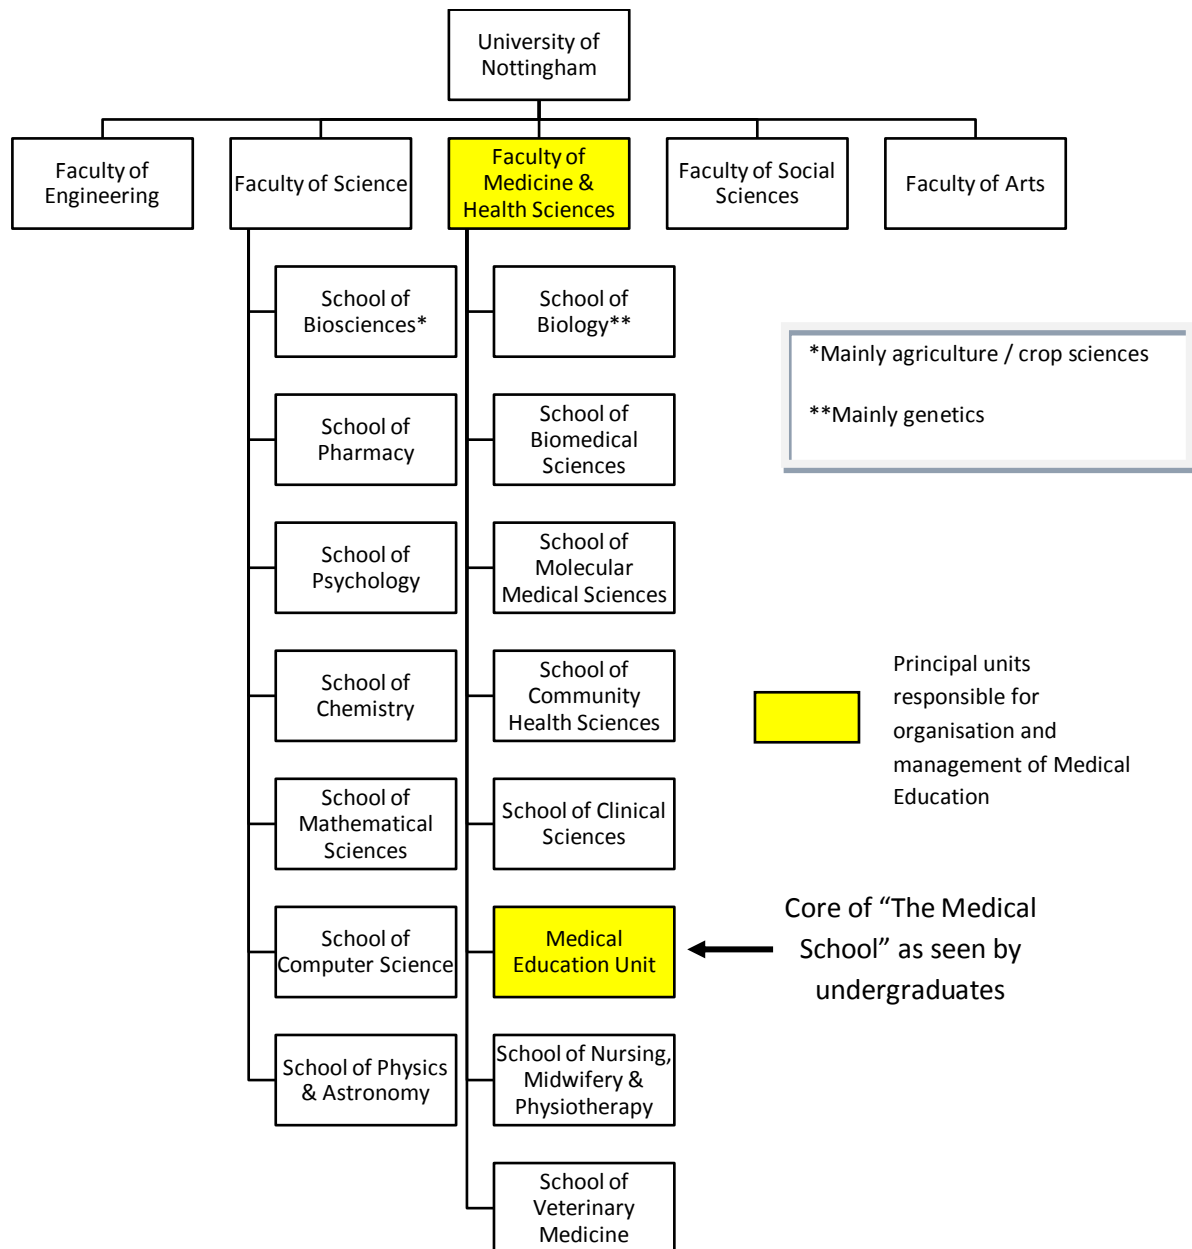 University of
Nottingham
Faculty of
Engineering
Faculty of Science
Faculty of
Medicine &
Health Sciences
Faculty of Social
Sciences
Faculty of Arts
School of
Biosciences*
School of
Biology**
*Mainly agriculture / crop sciences
**Mainly genetics
School of
Pharmacy
School of
Biomedical
Sciences
School of
Psychology
School of
Molecular
Medical Sciences
School of
Chemistry
School of
Community
Health Sciences
Principal units
responsible for
organisation and
management of Medical
Education
School of
Mathematical
Sciences
School of Clinical
Sciences
School of
Computer Science
Medical
Education Unit
Core of “The Medical
School” as seen by
undergraduates
School of Physics
& Astronomy
School of Nursing,
Midwifery &
Physiotherapy
School of
Veterinary
Medicine